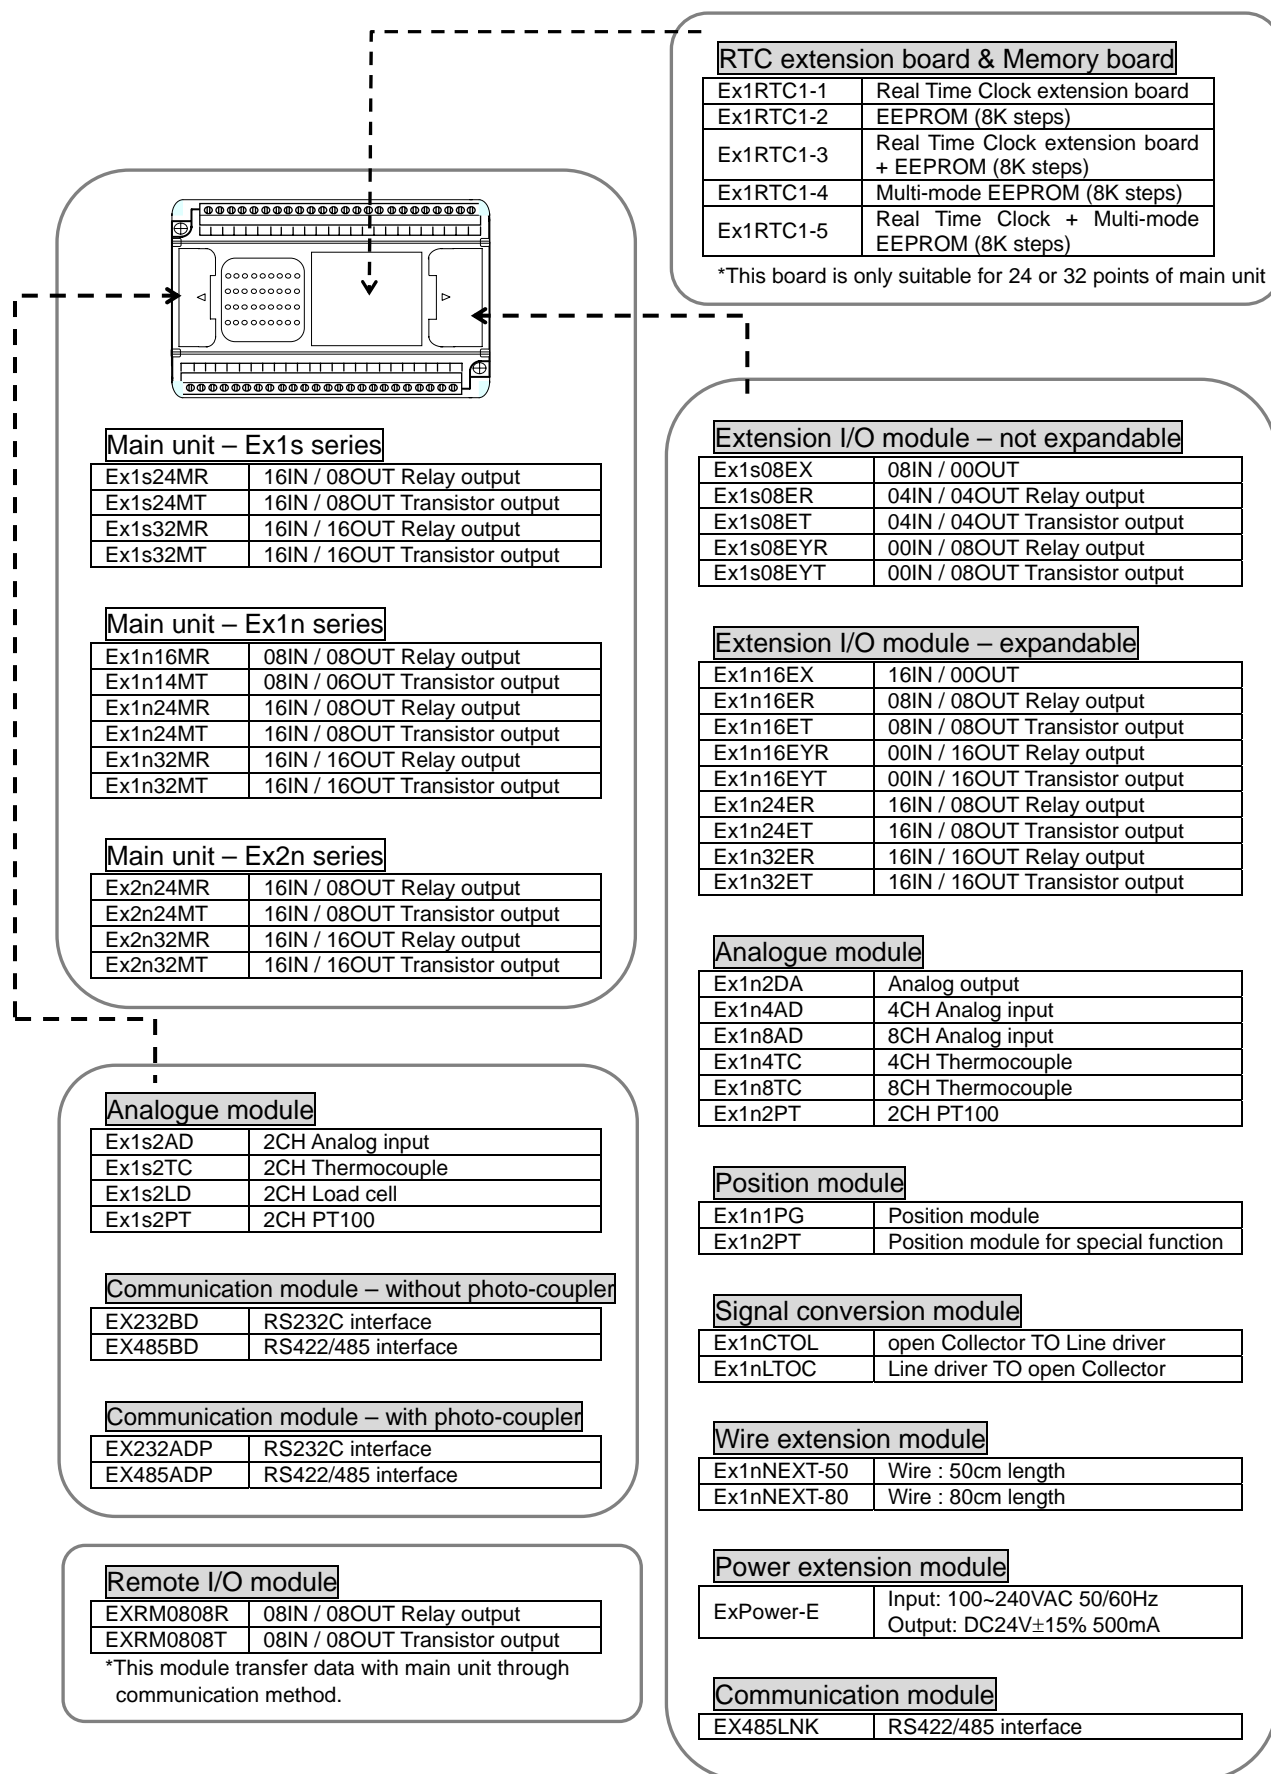 RTC extension board & Memory board
Ex1RTC1-1 Real Time Clock extension board
Ex1RTC1-2 EEPROM (8K steps)
Ex1RTC1-3 Real Time Clock extension board
+ EEPROM (8K steps)
Ex1RTC1-4 Multi-mode EEPROM (8K steps)
Ex1RTC1-5 Real Time Clock + Multi-mode
EEPROM (8K steps)
*This board is only suitable for 24 or 32 points of main unit
Main unit – Ex1s series
Ex1s24MR 16IN / 08OUT Relay output
Ex1s24MT 16IN / 08OUT Transistor output
Ex1s32MR 16IN / 16OUT Relay output
Ex1s32MT 16IN / 16OUT Transistor output
Main unit – Ex1n series
Ex1n16MR 08IN / 08OUT Relay output
Ex1n14MT 08IN / 06OUT Transistor output
Ex1n24MR 16IN / 08OUT Relay output
Ex1n24MT 16IN / 08OUT Transistor output
Ex1n32MR 16IN / 16OUT Relay output
Ex1n32MT 16IN / 16OUT Transistor output
Main unit – Ex2n series
Ex2n24MR 16IN / 08OUT Relay output
Ex2n24MT 16IN / 08OUT Transistor output
Ex2n32MR 16IN / 16OUT Relay output
Ex2n32MT 16IN / 16OUT Transistor output
Analogue module
Ex1s2AD 2CH Analog input
Ex1s2TC 2CH Thermocouple
Ex1s2LD 2CH Load cell
Ex1s2PT 2CH PT100
Communication module – without photo-coupler
EX232BD RS232C interface
EX485BD RS422/485 interface
Communication module – with photo-coupler
EX232ADP RS232C interface
EX485ADP RS422/485 interface
Remote I/O module
EXRM0808R 08IN / 08OUT Relay output
EXRM0808T 08IN / 08OUT Transistor output
*This module transfer data with main unit through
communication method.
Extension I/O module – not expandable
Ex1s08EX 08IN / 00OUT
Ex1s08ER 04IN / 04OUT Relay output
Ex1s08ET 04IN / 04OUT Transistor output
Ex1s08EYR 00IN / 08OUT Relay output
Ex1s08EYT 00IN / 08OUT Transistor output
Extension I/O module – expandable
Ex1n16EX 16IN / 00OUT
Ex1n16ER 08IN / 08OUT Relay output
Ex1n16ET 08IN / 08OUT Transistor output
Ex1n16EYR 00IN / 16OUT Relay output
Ex1n16EYT 00IN / 16OUT Transistor output
Ex1n24ER 16IN / 08OUT Relay output
Ex1n24ET 16IN / 08OUT Transistor output
Ex1n32ER 16IN / 16OUT Relay output
Ex1n32ET 16IN / 16OUT Transistor output
Analogue module
Ex1n2DA Analog output
Ex1n4AD 4CH Analog input
Ex1n8AD 8CH Analog input
Ex1n4TC 4CH Thermocouple
Ex1n8TC 8CH Thermocouple
Ex1n2PT 2CH PT100
Position module
Ex1n1PG Position module
Ex1n2PT Position module for special function
Signal conversion module
Ex1nCTOL open Collector TO Line driver
Ex1nLTOC Line driver TO open Collector
Wire extension module
Ex1nNEXT-50 Wire : 50cm length
Ex1nNEXT-80 Wire : 80cm length
Power extension module
ExPower-E Input: 100~240VAC 50/60Hz
Output: DC24V±15% 500mA
Communication module
EX485LNK RS422/485 interface